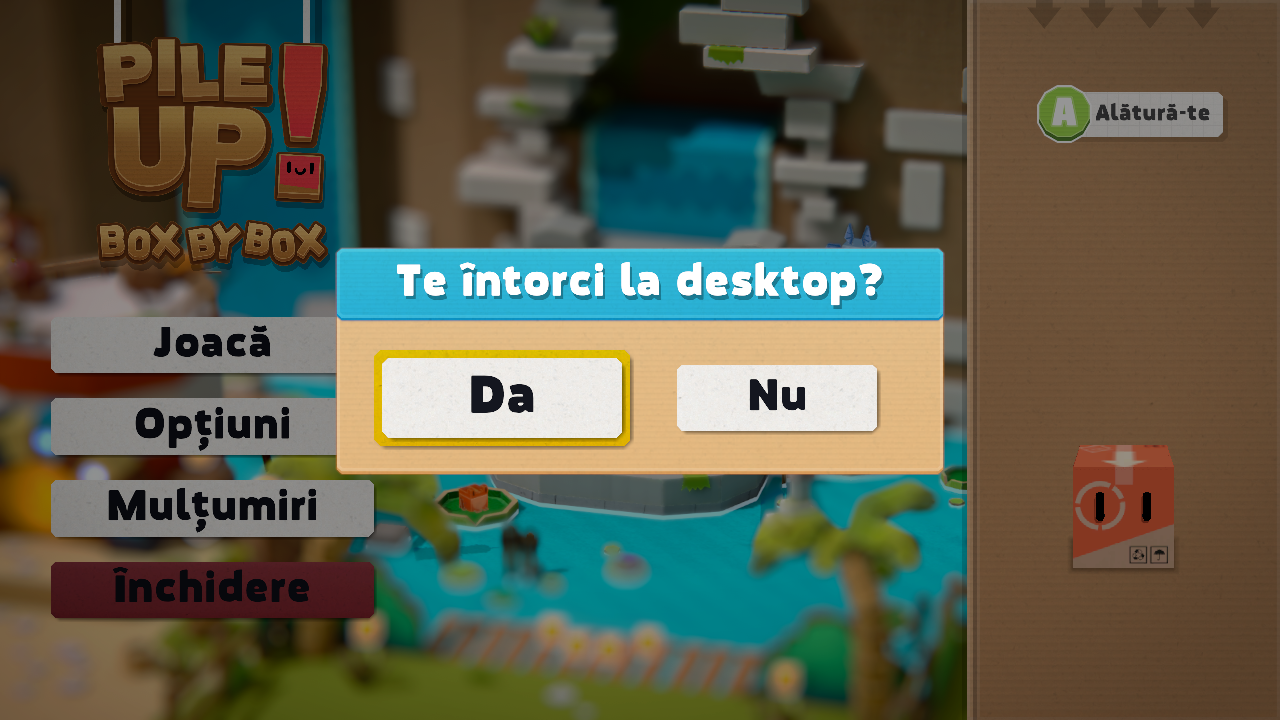 PILE
UP!
BOX BY BOX
Joacă
Opțiuni
Mulțumiri
Închidere
Te întorci la desktop?
Da
Nu
A Alătură-te